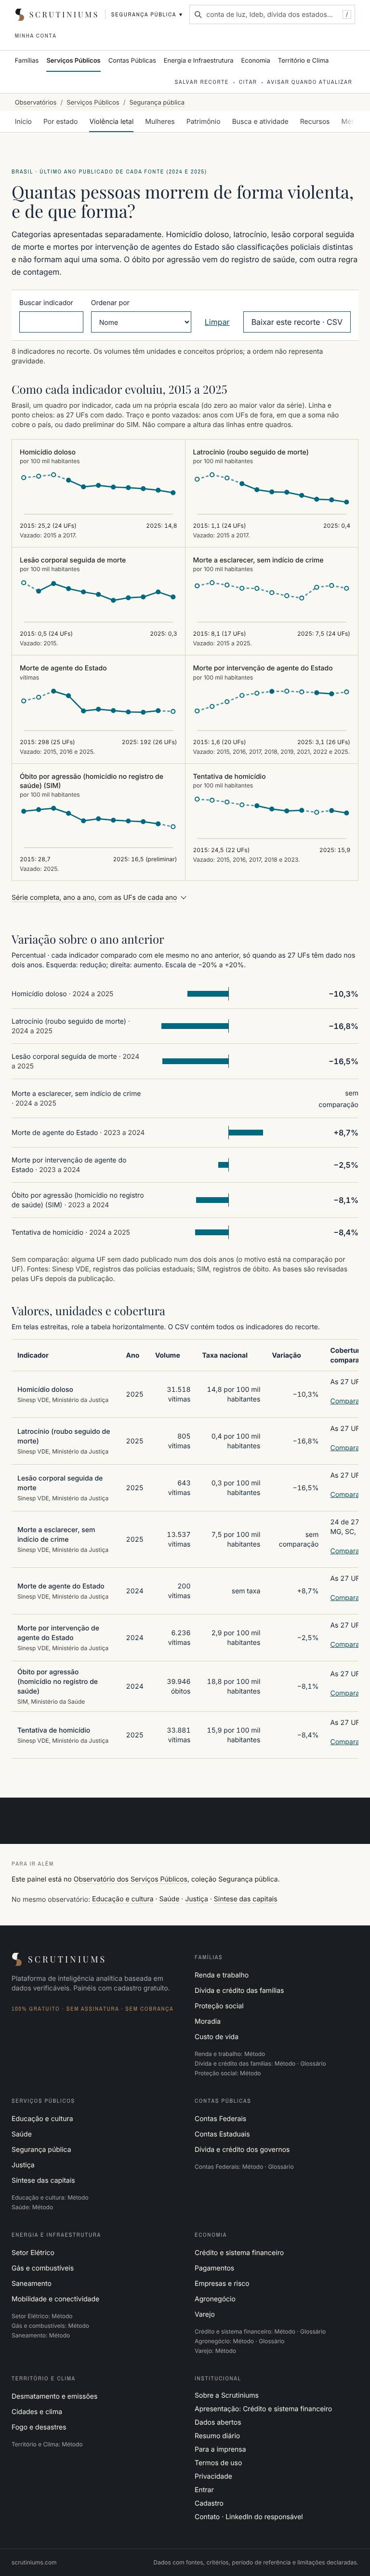 SCRUTINIUMS
SEGURANÇA PÚBLICA ▾
conta de luz, Ideb, dívida dos estados...
/
MINHA CONTA
Famílias Serviços Públicos Contas Públicas Energia e Infraestrutura Economia Território e Clima
SALVAR RECORTE • CITAR • AVISAR QUANDO ATUALIZAR
Observatórios / Serviços Públicos / Segurança pública
Início Por estado Violência letal Mulheres Patrimônio Busca e atividade Recursos
BRASIL · ÚLTIMO ANO PUBLICADO DE CADA FONTE (2024 E 2025)
Quantas pessoas morrem de forma violenta,
e de que forma?
Categorias apresentadas separadamente. Homicídio doloso, latrocínio, lesão corporal seguida
de morte e mortes por intervenção de agentes do Estado são classificações policiais distintas
e não formam aqui uma soma. O óbito por agressão vem do registro de saúde, com outra regra
de contagem.
Buscar indicador
Ordenar por
Nome
Limpar
Baixar este recorte · CSV
8 indicadores no recorte. Os volumes têm unidades e conceitos próprios; a ordem não representa
gravidade.
Como cada indicador evoluiu, 2015 a 2025
Brasil, um quadro por indicador, cada um na própria escala (do zero ao maior valor da série). Linha e
ponto cheios: as 27 UFs com dado. Traço e ponto vazados: anos com UFs de fora, em que a soma não
cobre o país, ou dado preliminar do SIM. Não compare a altura das linhas entre quadros.
Homicídio doloso
por 100 mil habitantes
2015: 25,2 (24 UFs) 2025: 14,8
Vazado: 2015 a 2017.
Latrocínio (roubo seguido de morte)
por 100 mil habitantes
2015: 1,1 (24 UFs) 2025: 0,4
Vazado: 2015 a 2017.
Lesão corporal seguida de morte
por 100 mil habitantes
2015: 0,5 (24 UFs) 2025: 0,3
Vazado: 2015.
Morte a esclarecer, sem indício de crime
por 100 mil habitantes
2015: 8,1 (17 UFs) 2025: 7,5 (24 UFs)
Vazado: 2015 a 2025.
Morte de agente do Estado
vítimas
2015: 298 (25 UFs) 2025: 192 (26 UFs)
Vazado: 2015, 2016 e 2025.
Morte por intervenção de agente do Estado
por 100 mil habitantes
2015: 1,6 (20 UFs) 2025: 3,1 (26 UFs)
Vazado: 2015, 2016, 2017, 2018, 2019, 2021, 2022 e 2025.
Óbito por agressão (homicídio no registro de
saúde) (SIM)
por 100 mil habitantes
2015: 28,7 2025: 16,5 (preliminar)
Vazado: 2025.
Tentativa de homicídio
por 100 mil habitantes
2015: 24,5 (22 UFs) 2025: 15,9
Vazado: 2015, 2016, 2017, 2018 e 2023.
Série completa, ano a ano, com as UFs de cada ano
Variação sobre o ano anterior
Percentual · cada indicador comparado com ele mesmo no ano anterior, só quando as 27 UFs têm dado nos
dois anos. Esquerda: redução; direita: aumento. Escala de −20% a +20%.
Homicídio doloso · 2024 a 2025 −10,3%
Latrocínio (roubo seguido de morte) ·
2024 a 2025
−16,8%
Lesão corporal seguida de morte · 2024
a 2025
−16,5%
Morte a esclarecer, sem indício de crime
· 2024 a 2025
sem
comparação
Morte de agente do Estado · 2023 a 2024 +8,7%
Morte por intervenção de agente do
Estado · 2023 a 2024
−2,5%
Óbito por agressão (homicídio no registro
de saúde) (SIM) · 2023 a 2024
−8,1%
Tentativa de homicídio · 2024 a 2025 −8,4%
Sem comparação: alguma UF sem dado publicado num dos dois anos (o motivo está na comparação por
UF). Fontes: Sinesp VDE, registros das polícias estaduais; SIM, registros de óbito. As bases são revisadas
pelas UFs depois da publicação.
Valores, unidades e cobertura
Em telas estreitas, role a tabela horizontalmente. O CSV contém todos os indicadores do recorte.
Indicador Ano Volume Taxa nacional Variação
Homicídio doloso
Sinesp VDE, Ministério da Justiça
2025
31.518
vítimas
14,8 por 100 mil
habitantes
−10,3%
As 27 UF
Compara
Latrocínio (roubo seguido de
morte)
Sinesp VDE, Ministério da Justiça
2025
805
vítimas
0,4 por 100 mil
habitantes
−16,8%
As 27 UF
Compara
Lesão corporal seguida de
morte
Sinesp VDE, Ministério da Justiça
2025
643
vítimas
0,3 por 100 mil
habitantes
−16,5%
As 27 UF
Compara
Morte a esclarecer, sem
indício de crime
Sinesp VDE, Ministério da Justiça
2025
13.537
vítimas
7,5 por 100 mil
habitantes
sem
comparação
24 de 27
MG, SC,
Compara
Morte de agente do Estado
Sinesp VDE, Ministério da Justiça
2024
200
vítimas
sem taxa
+8,7%
As 27 UF
Compara
Morte por intervenção de
agente do Estado
Sinesp VDE, Ministério da Justiça
2024
6.236
vítimas
2,9 por 100 mil
habitantes
−2,5%
As 27 UF
Compara
Óbito por agressão
(homicídio no registro de
saúde)
SIM, Ministério da Saúde
2024
39.946
óbitos
18,8 por 100 mil
habitantes
−8,1%
As 27 UF
Compara
Tentativa de homicídio
Sinesp VDE, Ministério da Justiça
2025
33.881
vítimas
15,9 por 100 mil
habitantes
−8,4%
As 27 UF
Compara
PARA IR ALÉM
Este painel está no Observatório dos Serviços Públicos, coleção Segurança pública.
No mesmo observatório: Educação e cultura · Saúde · Justiça · Síntese das capitais
SCRUTINIUMS
Plataforma de inteligência analítica baseada em
dados verificáveis. Painéis com cadastro gratuito.
100% GRATUITO · SEM ASSINATURA · SEM COBRANÇA
FAMÍLIAS
Renda e trabalho
Dívida e crédito das famílias
Proteção social
Moradia
Custo de vida
Renda e trabalho: Método
Dívida e crédito das famílias: Método · Glossário
Proteção social: Método
SERVIÇOS PÚBLICOS
Educação e cultura
Saúde
Segurança pública
Justiça
Síntese das capitais
Educação e cultura: Método
Saúde: Método
CONTAS PÚBLICAS
Contas Federais
Contas Estaduais
Dívida e crédito dos governos
Contas Federais: Método · Glossário
ENERGIA E INFRAESTRUTURA
Setor Elétrico
Gás e combustíveis
Saneamento
Mobilidade e conectividade
Setor Elétrico: Método
Gás e combustíveis: Método
Saneamento: Método
ECONOMIA
Crédito e sistema financeiro
Pagamentos
Empresas e risco
Agronegócio
Varejo
Crédito e sistema financeiro: Método · Glossário
Agronegócio: Método · Glossário
Varejo: Método
TERRITÓRIO E CLIMA
Desmatamento e emissões
Cidades e clima
Fogo e desastres
Território e Clima: Método
INSTITUCIONAL
Sobre a Scrutiniums
Apresentação: Crédito e sistema financeiro
Dados abertos
Resumo diário
Para a imprensa
Termos de uso
Privacidade
Entrar
Cadastro
Contato · LinkedIn do responsável
scrutiniums.com
Dados com fontes, critérios, período de referência e limitações declaradas.